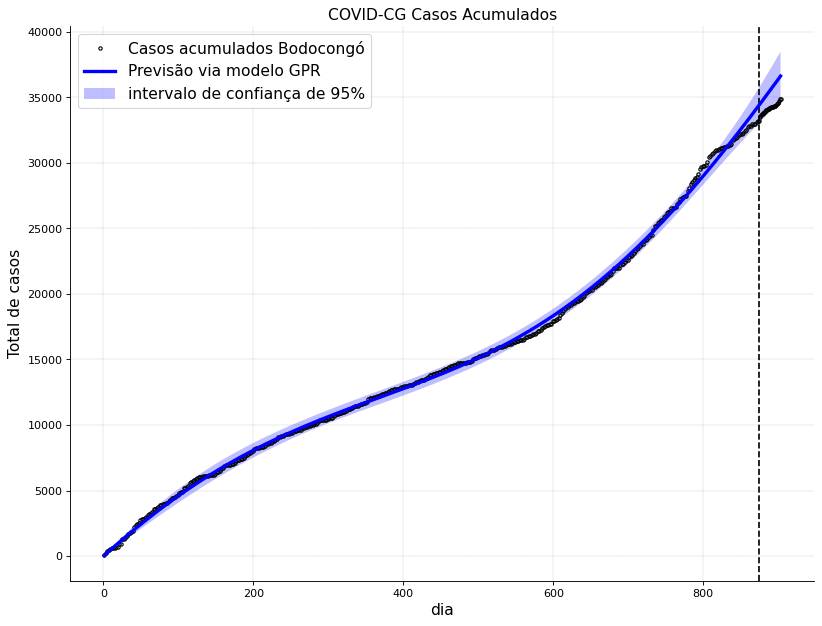 COVID-CG Casos Acumulados
Casos acumulados Bodocongó
Previsão via modelo GPR
intervalo de confiança de 95%
Total de casos
40000
35000
30000
25000
20000
15000
10000
5000
0
0
200
400
600
800
dia